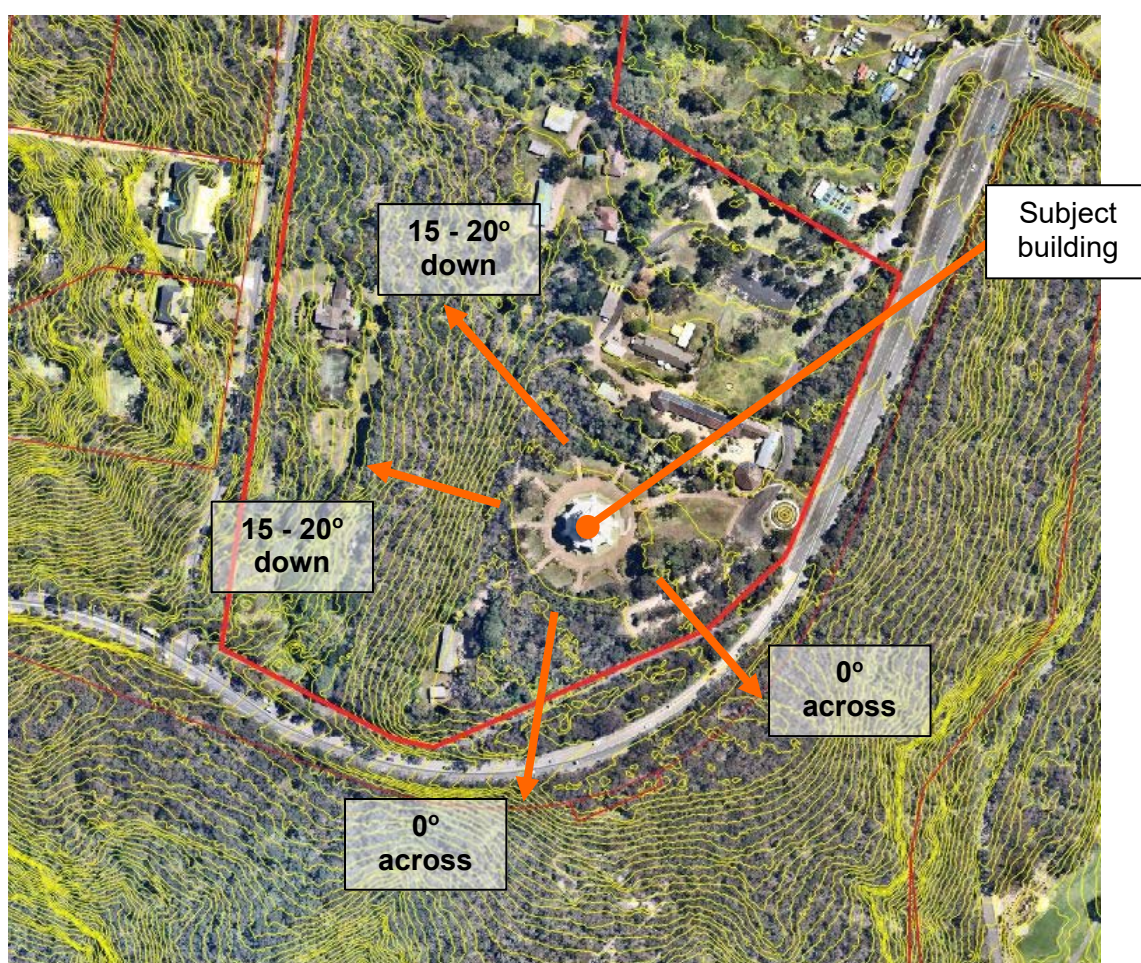 15 - 20º
down
Subject
building
15 - 20º
down
0º
across
0º
across